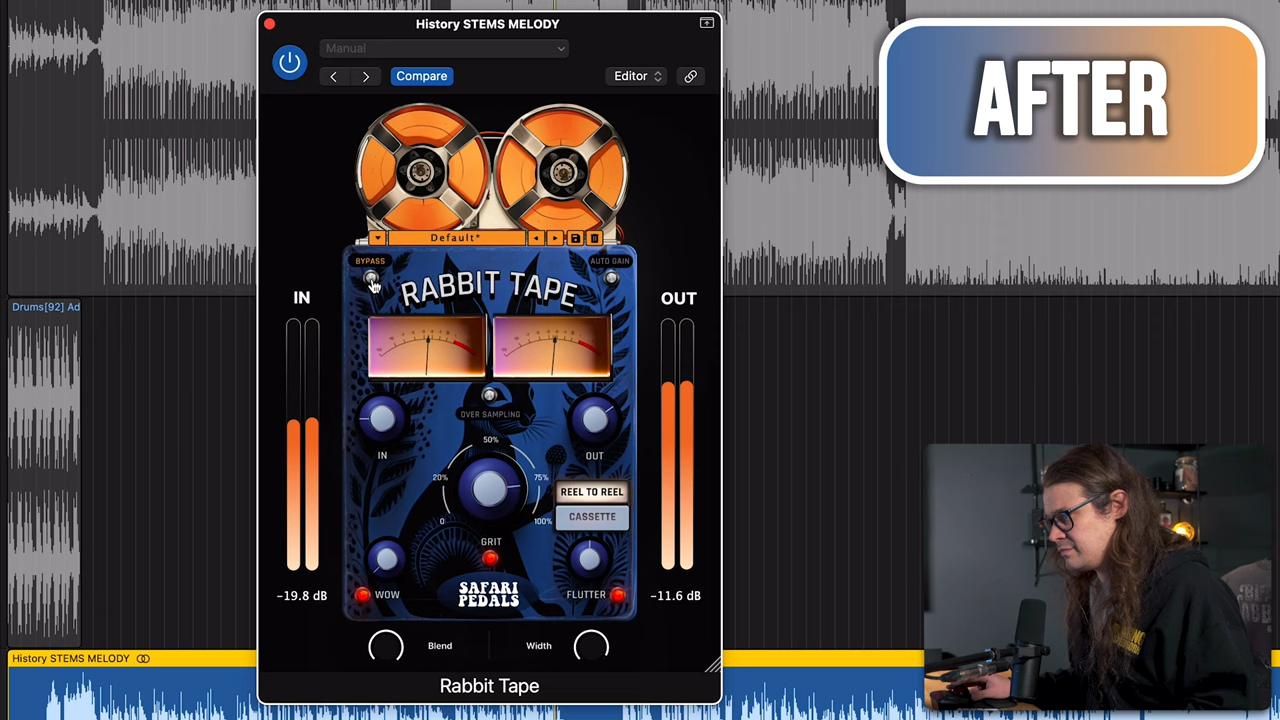 History STEMS MELODY
Manual
Compare
Editor
AFTER
Default*
BYPASS
AUTO GAIN
RABBIT TAPE
IN
OUT
Drums[92] Ad
OVER SAMPLING
IN
OUT
50%
20%
75%
0
100%
REEL TO REEL
CASSETTE
GRIT
WOW
SAFARI
PEDALS
FLUTTER
-19.8 dB
-11.6 dB
Blend
Width
History STEMS MELODY
Rabbit Tape